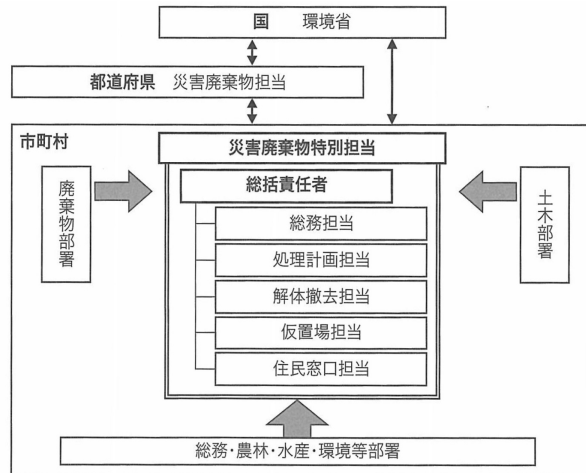 国　環境省
都道府県　災害廃棄物担当
市町村
災害廃棄物特別担当
総括責任者
廃棄物部署
土木部署
総務担当
処理計画担当
解体撤去担当
仮置場担当
住民窓口担当
総務・農林・水産・環境等部署